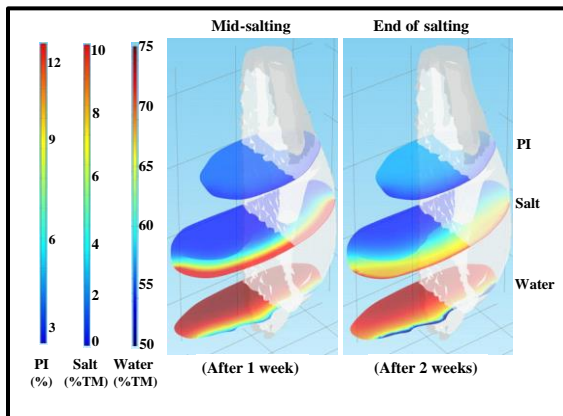 Mid-salting
End of salting
12
9
6
3
10
8
6
4
2
0
75
70
65
60
55
50
PI
Salt
Water
PI
(%)
Salt
(%TM)
Water
(%TM)
(After 1 week)
(After 2 weeks)